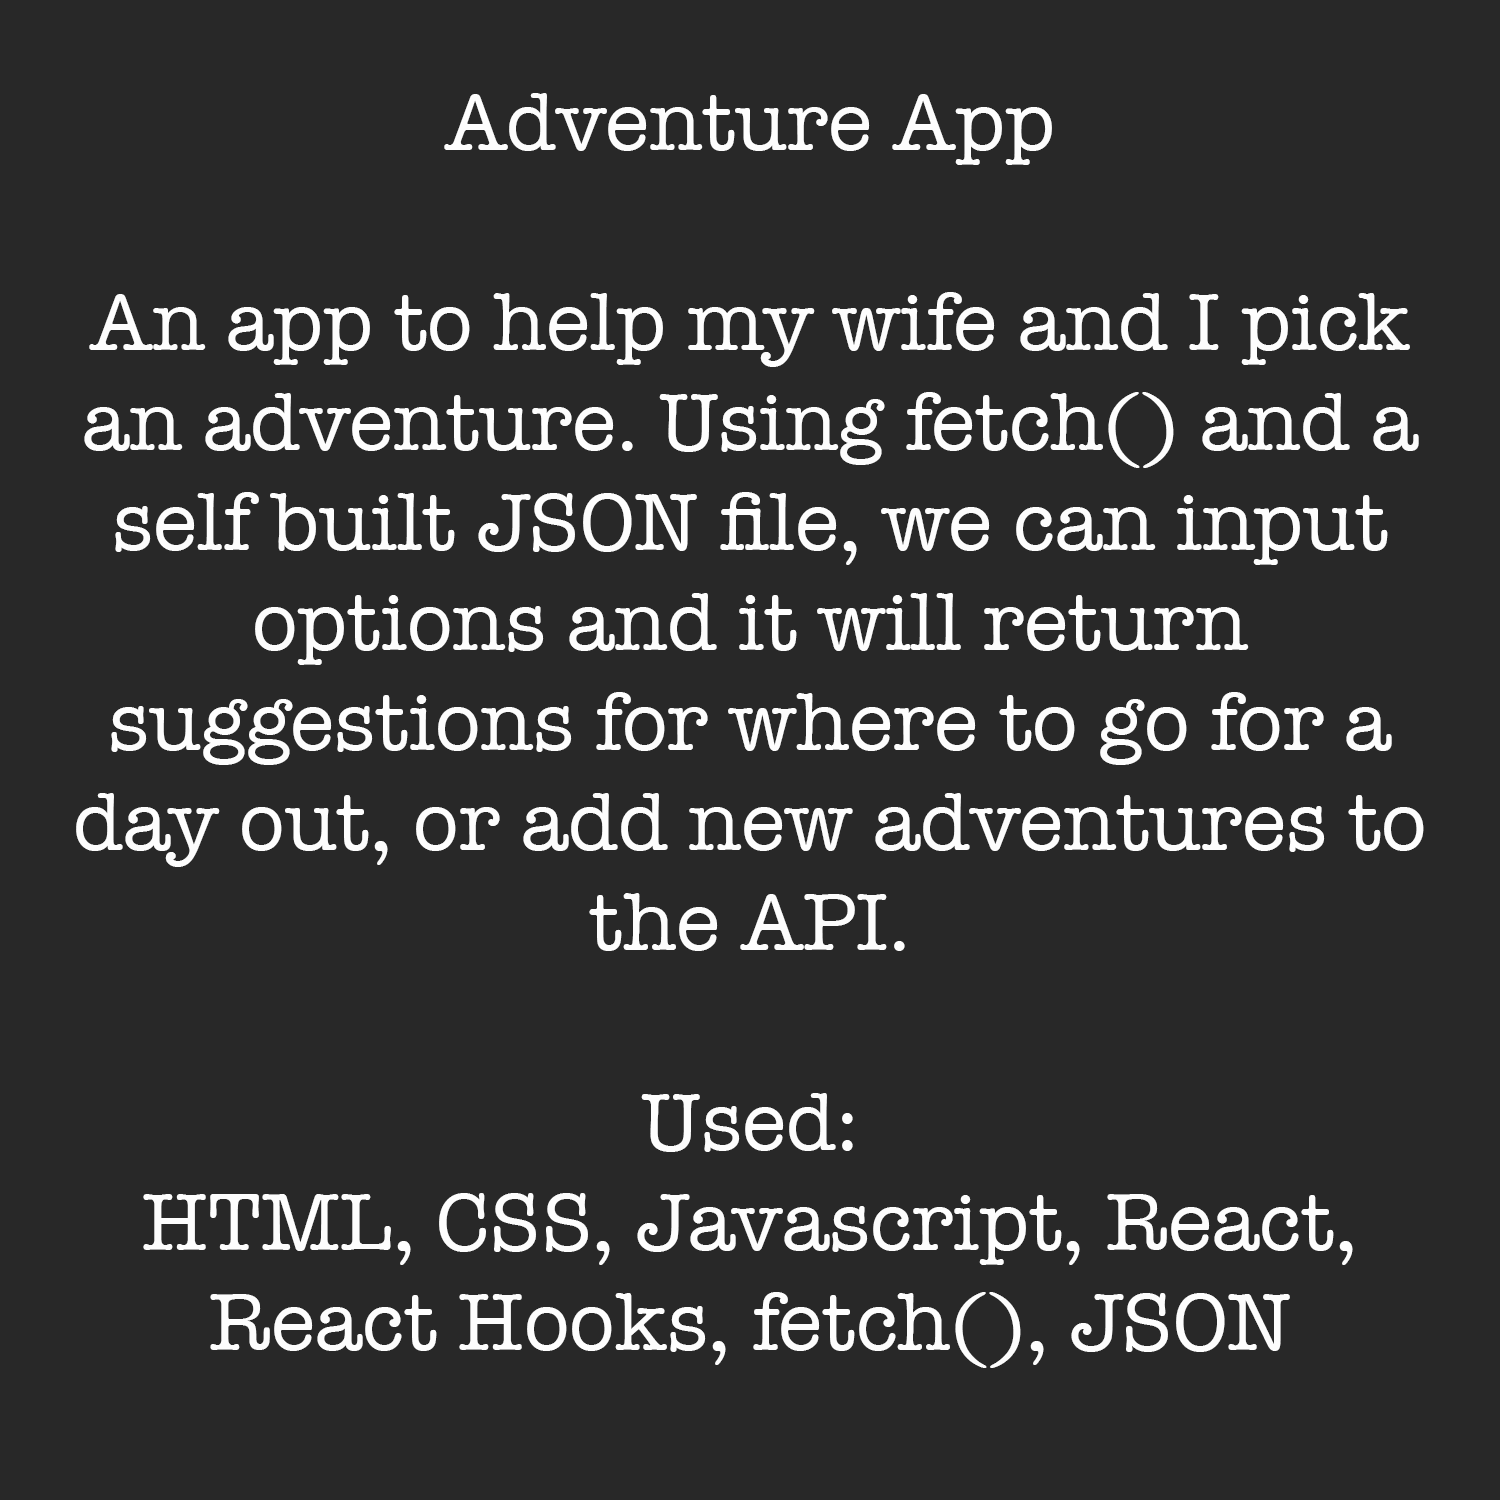 Adventure App
An app to help my wife and I pick
an adventure. Using fetch() and a
self built JSON file, we can input
options and it will return
suggestions for where to go for a
day out, or add new adventures to
the API.
Used:
HTML, CSS, Javascript, React,
React Hooks, fetch(), JSON